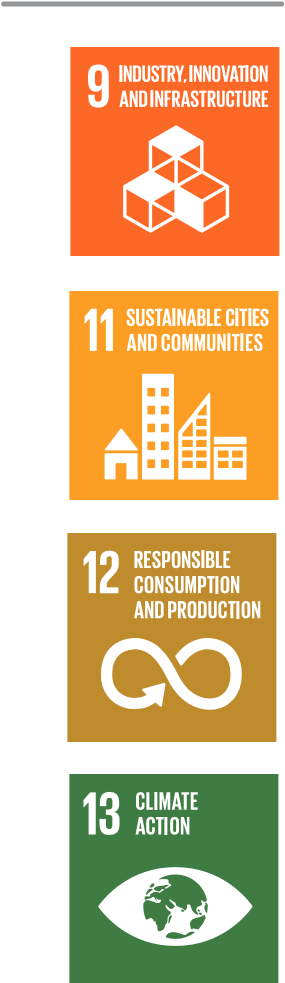 9 INDUSTRY, INNOVATION
AND INFRASTRUCTURE
11 SUSTAINABLE CITIES
AND COMMUNITIES
12 RESPONSIBLE
CONSUMPTION
AND PRODUCTION
13 CLIMATE
ACTION